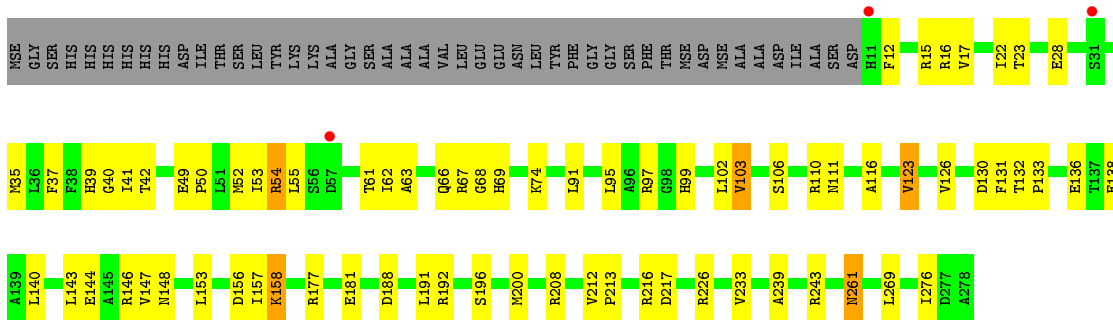 MSE GLY SER HIS HIS HIS HIS HIS HIS ASP ILE THR SER LEU TYR LYS LYS ALA GLY SER ALA ALA ALA ALA VAL LEU GLU GLU ASN LEU TYR PHE GLY GLY SER PHE THR MSE ASP MSE ALA ALA ASP ILE ALA SER ASP H11 F12 R15 R16 V17 I22 T23 E28 S31
M35 L36 F37 F38 H39 G40 I41 T42 E49 P50 L51 M52 I53 R54 L55 S56 D57 T61 I62 A63 Q66 R67 G68 H69 K74 L91 L95 A96 R97 G98 H99 L102 V103 S106 R110 N111 A116 V123 V126 D130 F131 T132 P133 E136 T137
A139 L140 L143 E144 A145 R146 V147 N148 L153 D156 I157 K158 R177 E181 D188 L191 R192 S196 M200 R208 V212 P213 R216 D217 R226 V233 A239 R243 N261 L269 I276 D277 A278